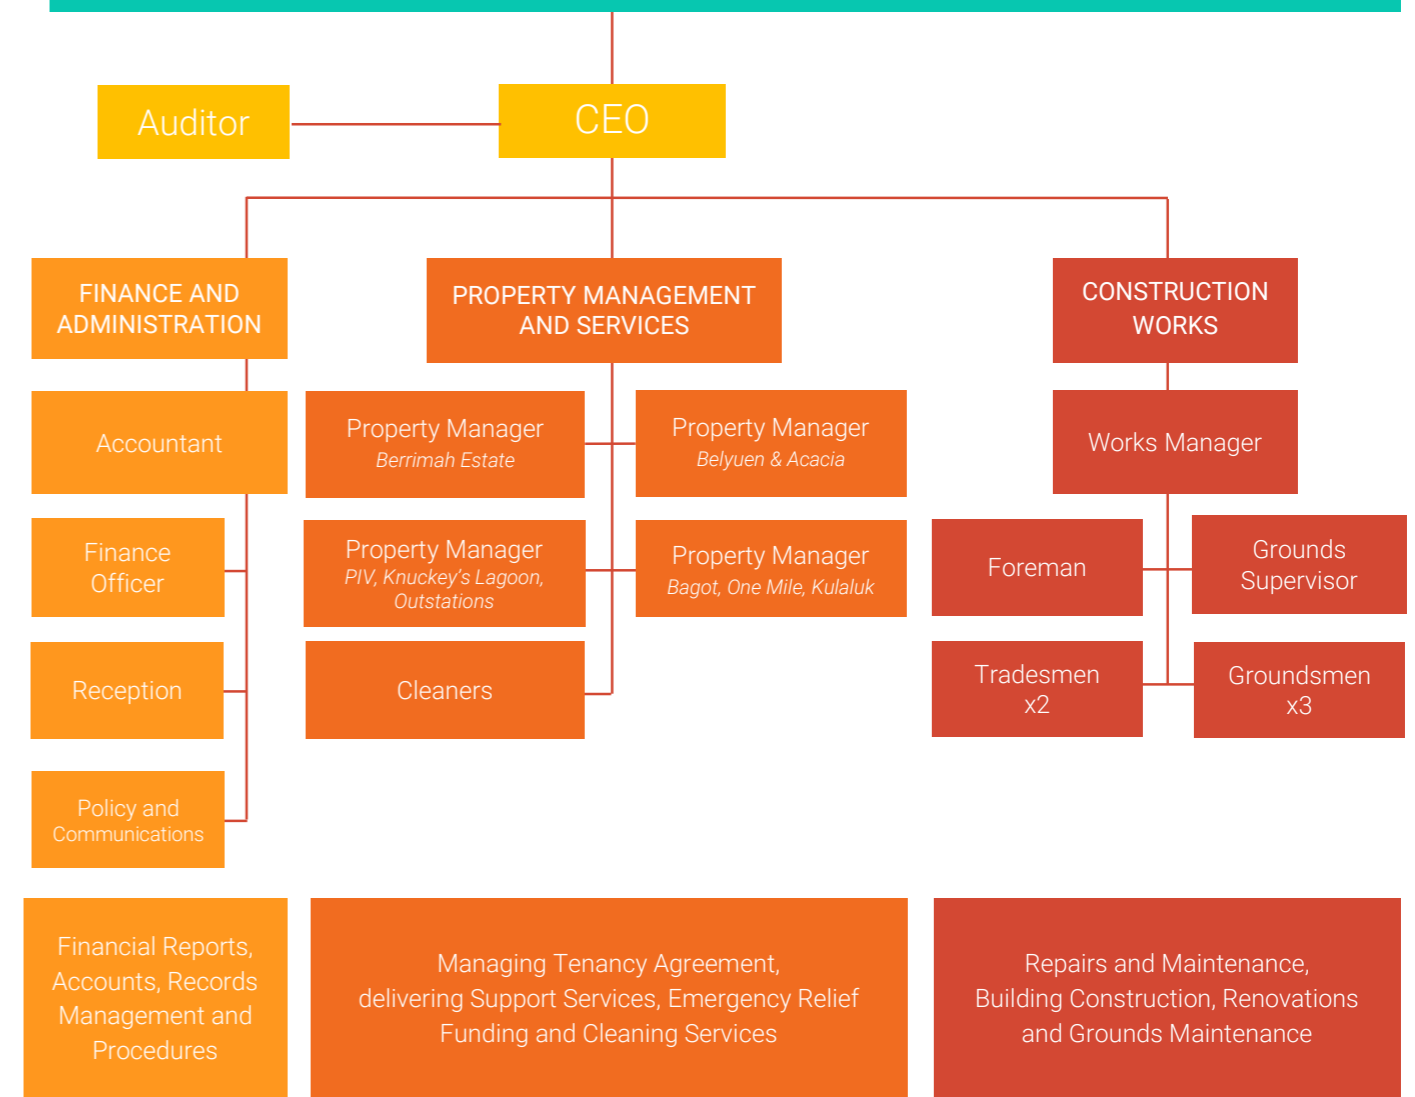 Auditor
CEO
FINANCE AND
ADMINISTRATION
PROPERTY MANAGEMENT
AND SERVICES
CONSTRUCTION
WORKS
Accountant
Property Manager
Berrimah Estate
Property Manager
Belyuen & Acacia
Works Manager
Finance
Officer
Property Manager
PIV, Knuckey's Lagoon,
Outstations
Property Manager
Bagot, One Mile, Kulaluk
Foreman
Grounds
Supervisor
Reception
Cleaners
Tradesmen
x2
Groundsmen
x3
Policy and
Communications
Financial Reports,
Accounts, Records
Management and
Procedures
Managing Tenancy Agreement,
delivering Support Services, Emergency Relief
Funding and Cleaning Services
Repairs and Maintenance,
Building Construction, Renovations
and Grounds Maintenance